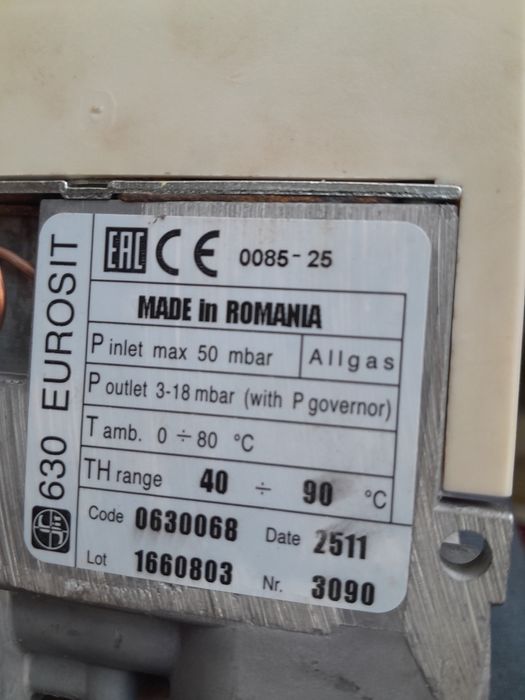 630 EUROSIT
EAC CE 0085-25
MADE in ROMANIA
P inlet max 50 mbar Allgas
P outlet 3-18 mbar (with P governor)
T amb. 0 ÷ 80 °C
TH range 40 ÷ 90 °C
Code 0630068 Date 2511
Lot 1660803 Nr. 3090
sit